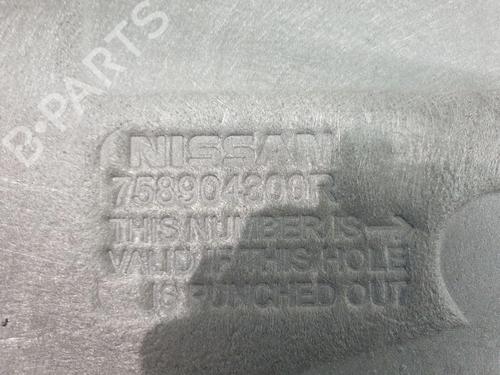 B-PARTS
NISSAN
758904300R
THIS NUMBER IS→
VALID IF THIS HOLE
IS PUNCHED OUT